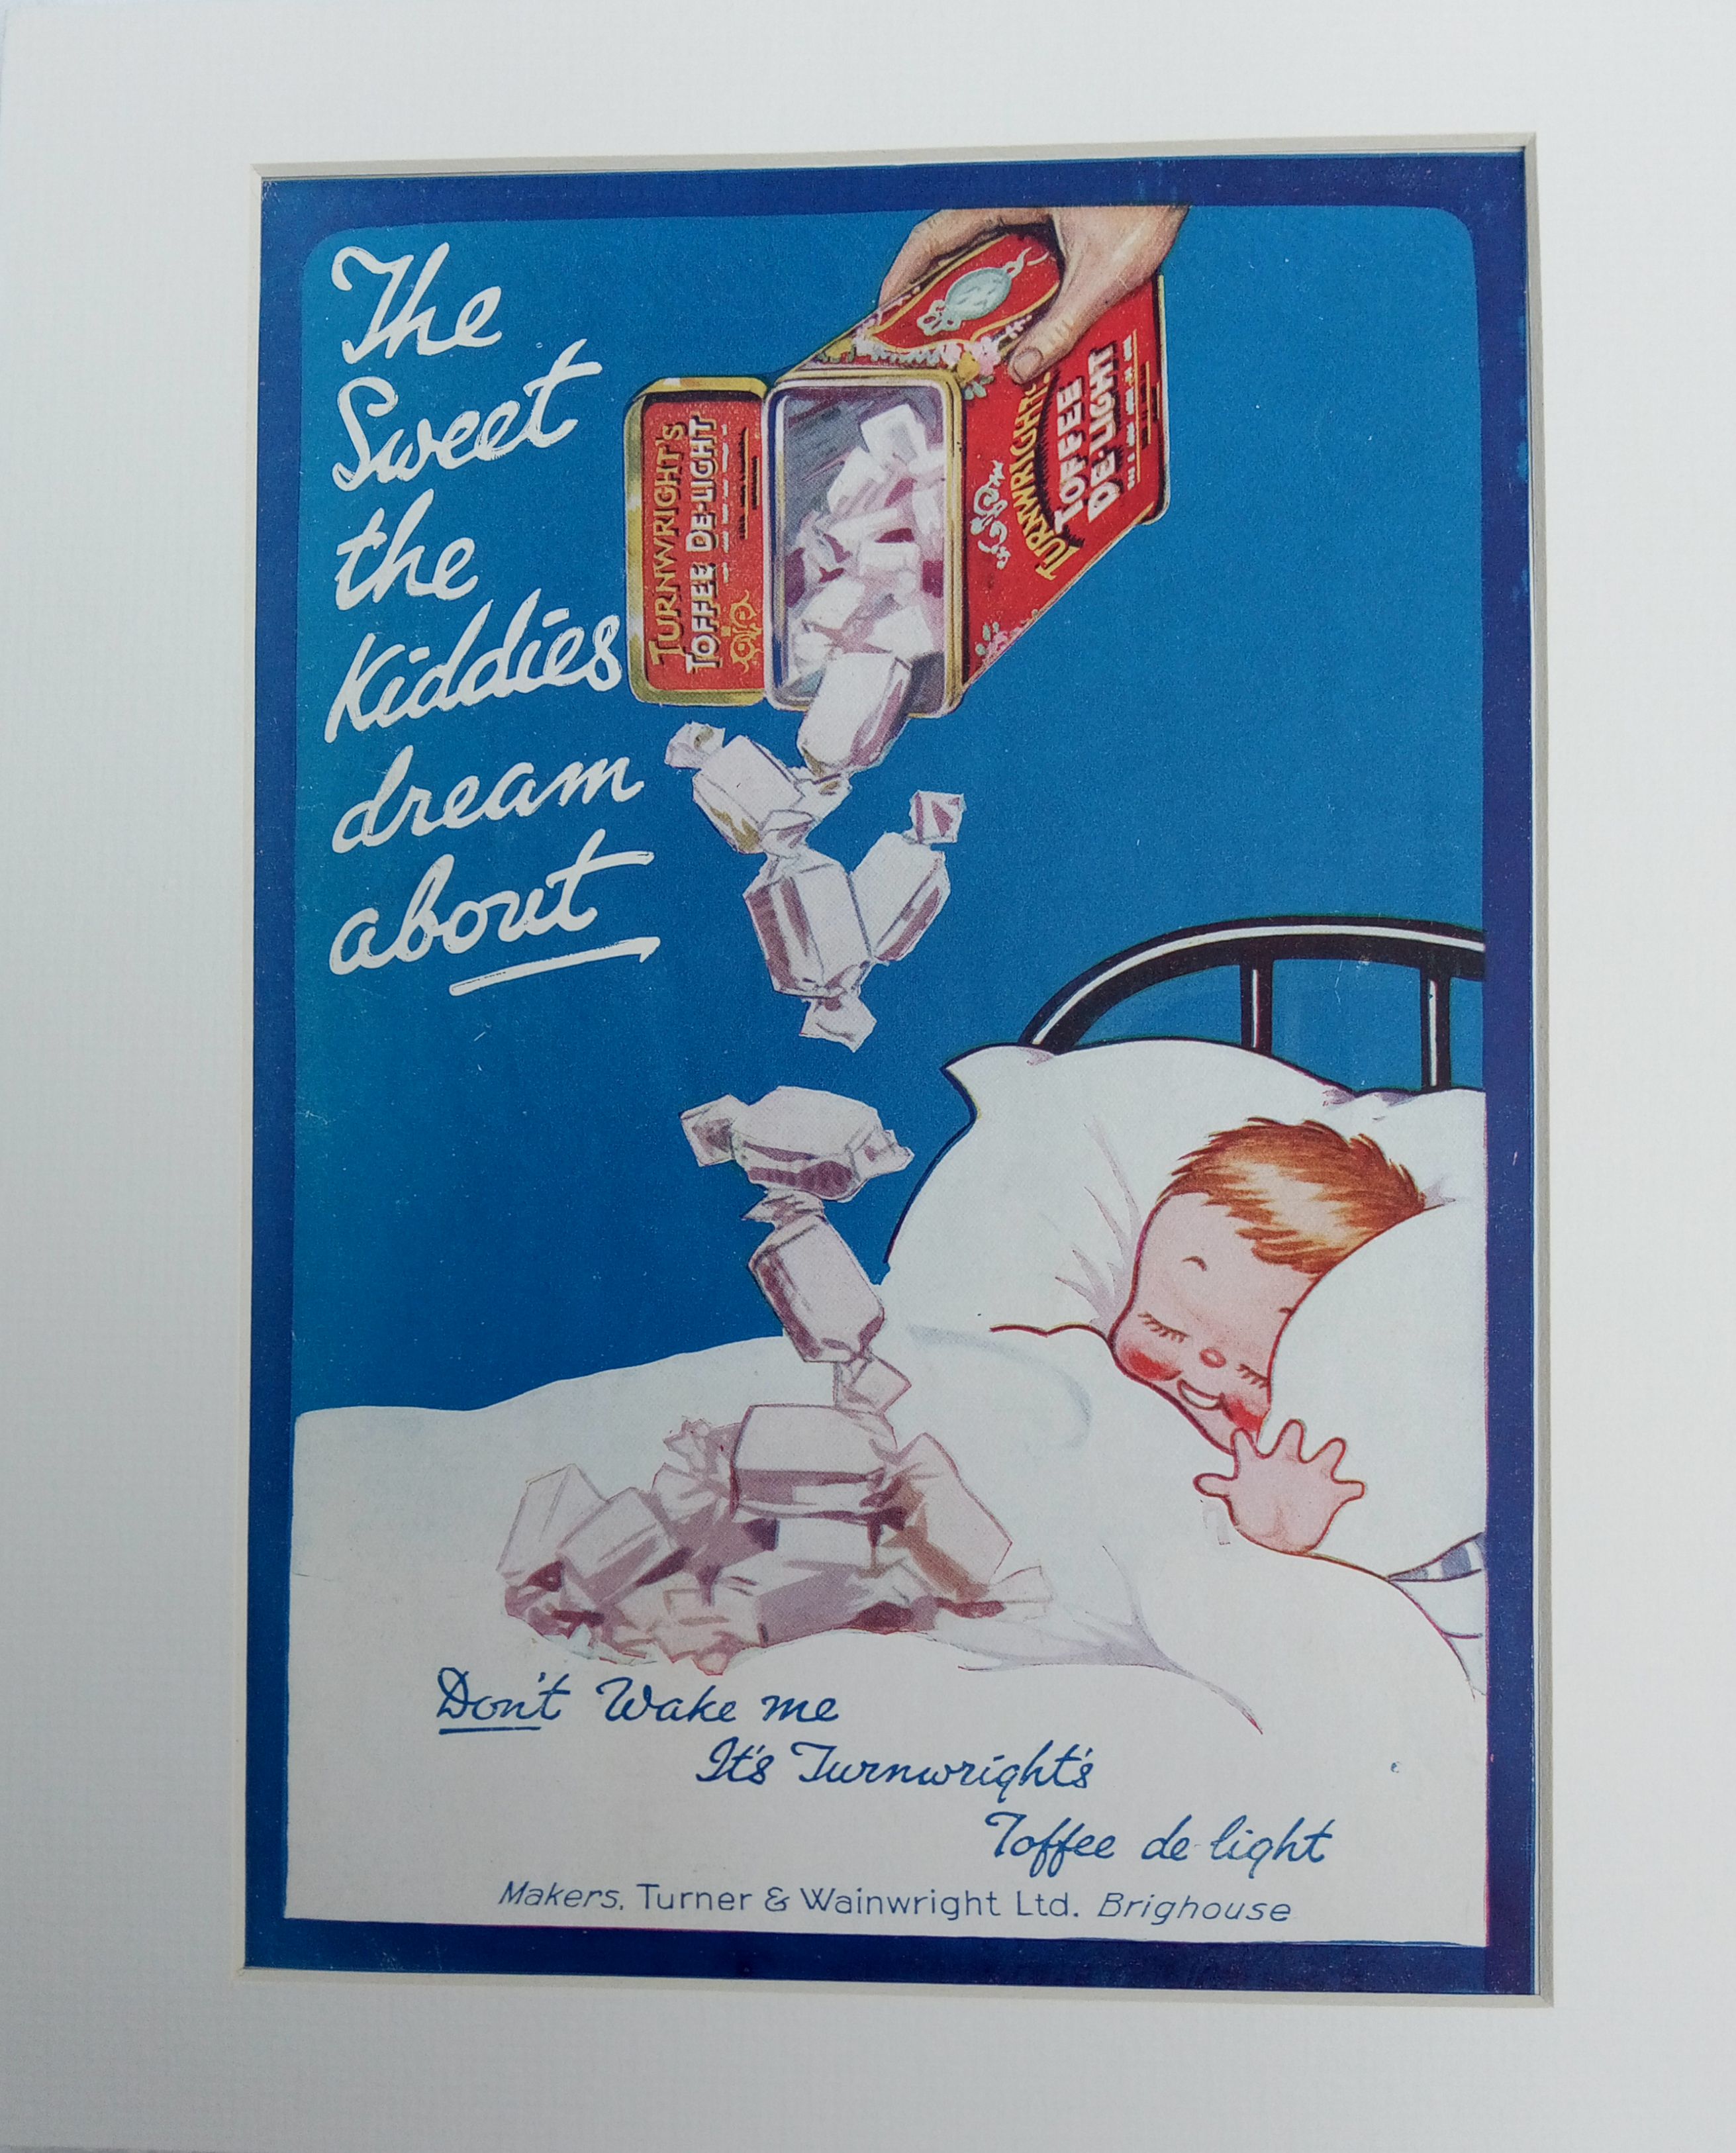 The
Sweet
the
Kiddies
dream
about
TURNWRIGHT'S
TOFFEE DE-LIGHT
TURNWRIGHT'S
TOFFEE
DE-LIGHT
Don't Wake me
It's Turnwright's
Toffee de-light
Makers, Turner & Wainwright Ltd. Brighouse